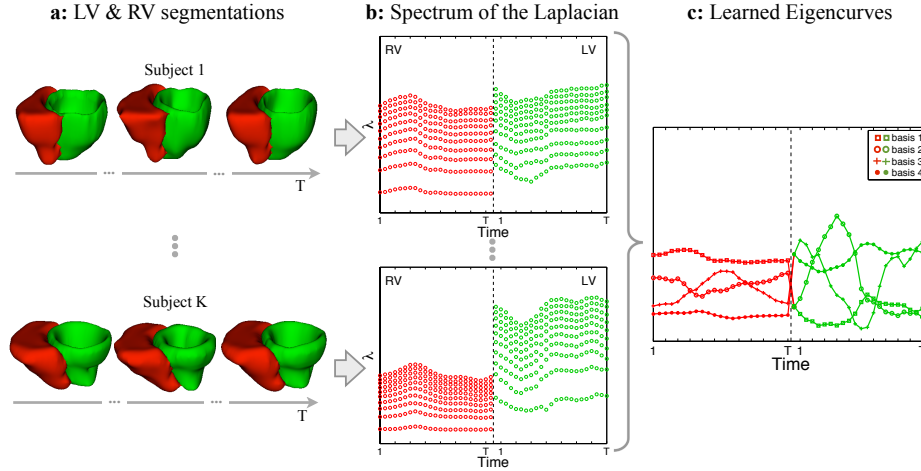 a: LV & RV segmentations
b: Spectrum of the Laplacian
c: Learned Eigencurves
Subject 1
...
...
T
RV
LV
λ
1
T
1
T
Time
Subject K
...
...
T
RV
LV
λ
1
T
1
T
Time
basis 1
basis 2
basis 3
basis 4
1
T
1
T
Time